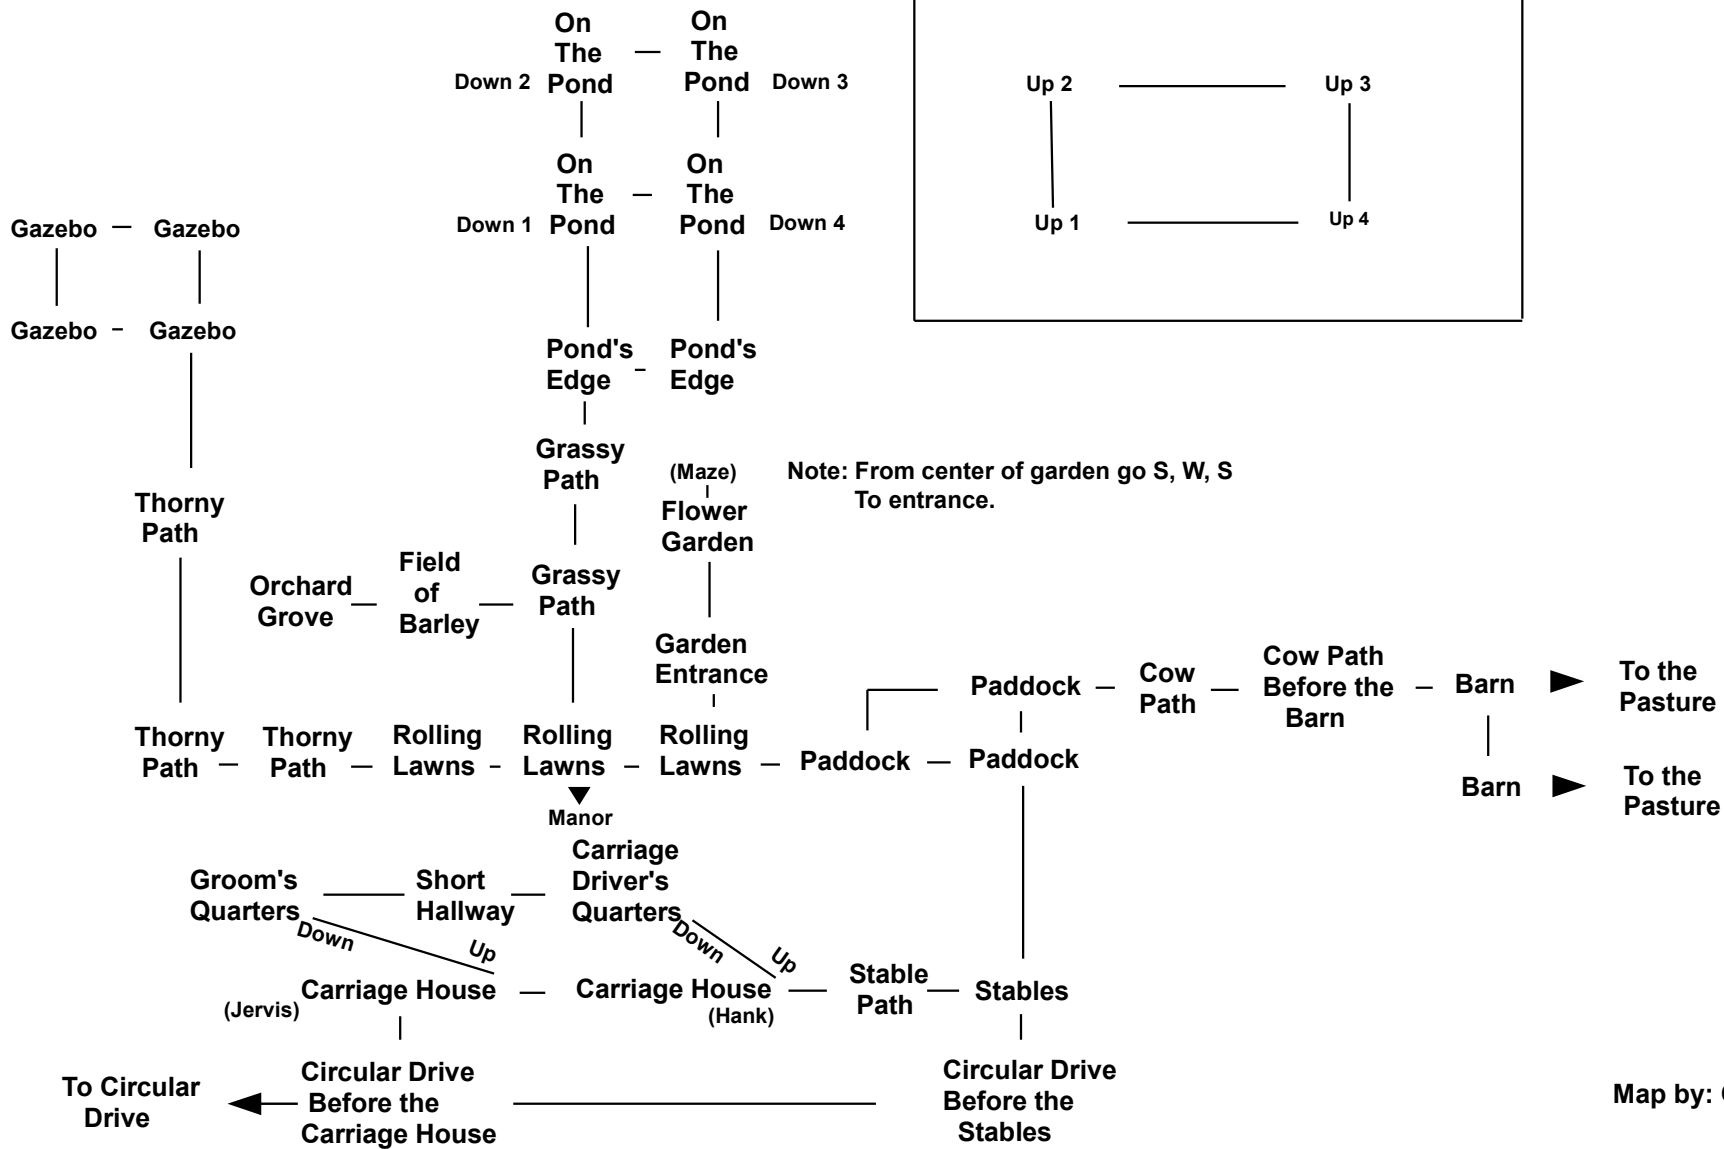 On
The
Pond
On
The
Pond
Down 2
Down 3
Up 2
Up 3
On
The
Pond
On
The
Pond
Down 1
Down 4
Up 1
Up 4
Gazebo
Gazebo
Gazebo
Gazebo
Pond's
Edge
Pond's
Edge
Grassy
Path
(Maze)
Note: From center of garden go S, W, S
To entrance.
Thorny
Path
Flower
Garden
Orchard
Grove
Field
of
Barley
Grassy
Path
Garden
Entrance
Paddock
Cow
Path
Cow Path
Before the
Barn
Barn
To the
Pasture
Thorny
Path
Thorny
Path
Rolling
Lawns
Rolling
Lawns
Rolling
Lawns
Paddock
Paddock
Barn
To the
Pasture
Manor
Groom's
Quarters
Short
Hallway
Carriage
Driver's
Quarters
Down
Up
Down
Up
(Jervis)
Carriage House
Carriage House
(Hank)
Stable
Path
Stables
To Circular
Drive
Circular Drive
Before the
Carriage House
Circular Drive
Before the
Stables
Map by: